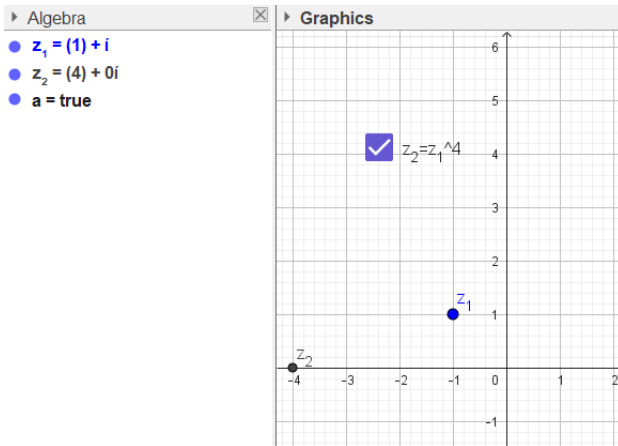 Algebra
z₁ = (1) + í
z₂ = (4) + 0í
a = true
Graphics
6
5
z₂=z₁^4
4
3
2
z₁
1
z₂
-4 -3 -2 -1 0 1 2
-1